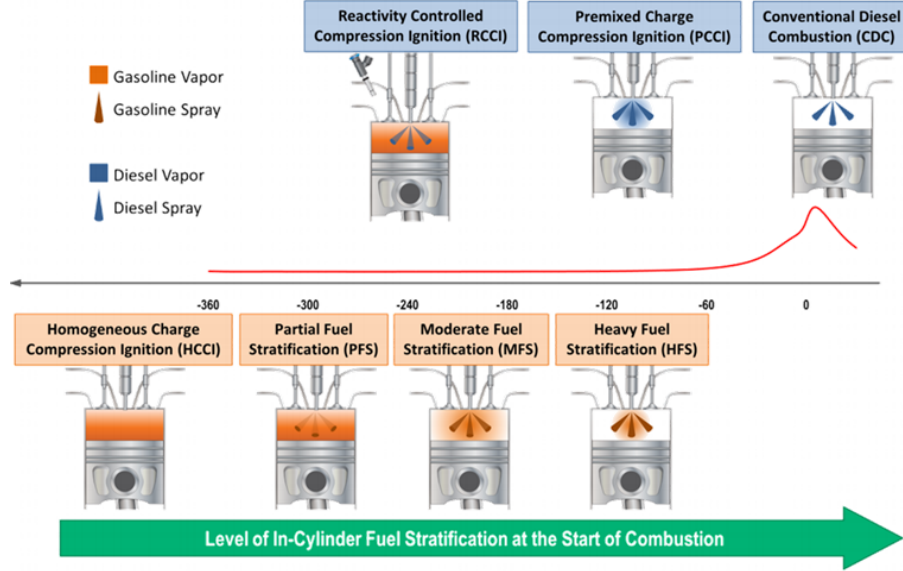 Reactivity Controlled
Compression Ignition (RCCI)
Premixed Charge
Compression Ignition (PCCI)
Conventional Diesel
Combustion (CDC)
Gasoline Vapor
Gasoline Spray
Diesel Vapor
Diesel Spray
-360 -300 -240 -180 -120 -60 0
Homogeneous Charge
Compression Ignition (HCCI)
Partial Fuel
Stratification (PFS)
Moderate Fuel
Stratification (MFS)
Heavy Fuel
Stratification (HFS)
Level of In-Cylinder Fuel Stratification at the Start of Combustion